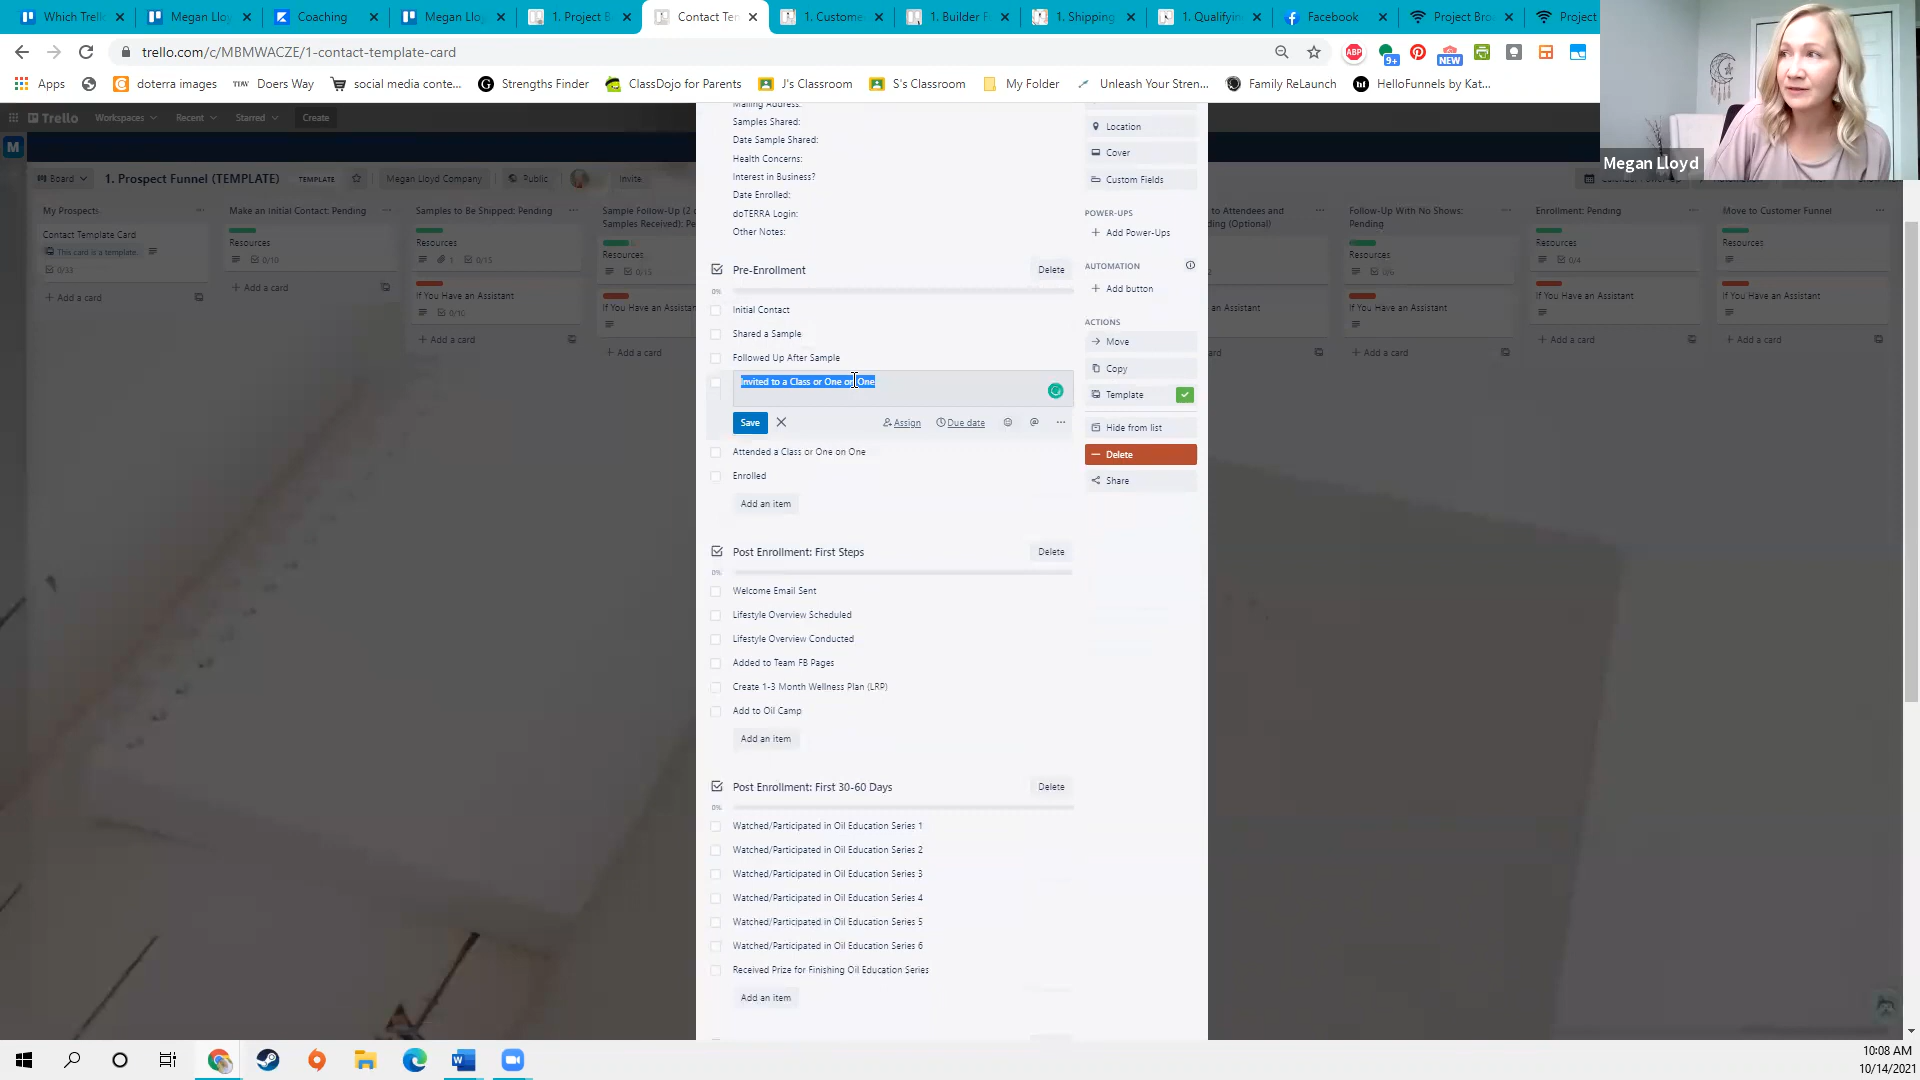 Which Trell
Megan Lloy
Coaching
Megan Lloy
1. Project B
Contact Tem
1. Custome
1. Builder F
1. Shipping
1. Qualifyin
Facebook
Project Bro
Project
trello.com/c/MBMWACZE/1-contact-template-card
ABP
9+
NEW
Apps
doterra images
Doers Way
social media conte...
Strengths Finder
ClassDojo for Parents
J's Classroom
S's Classroom
My Folder
Unleash Your Stren...
Family ReLaunch
HelloFunnels by Kat...
Megan Lloyd
Trello
Workspaces
Recent
Starred
Create
M
Board
1. Prospect Funnel (TEMPLATE)
TEMPLATE
Megan Lloyd Company
Public
Invite
My Prospects
Contact Template Card
This card is a template.
0/33
+ Add a card
Make an Initial Contact: Pending
Resources
0/10
+ Add a card
Samples to Be Shipped: Pending
Resources
1
0/13
If You Have an Assistant
0/10
+ Add a card
Sample Follow-Up (2
Samples Received): Pe
Resources
0/15
If You Have an Assistant
+ Add a card
to Attendees and
ding (Optional)
Follow-Up With No Shows:
Pending
Resources
0/6
If You Have an Assistant
+ Add a card
Enrollment: Pending
Resources
0/4
If You Have an Assistant
+ Add a card
Move to Customer Funnel
Resources
If You Have an Assistant
+ Add a card
Mailing Address:
Samples Shared:
Date Sample Shared:
Health Concerns:
Interest in Business?
Date Enrolled:
doTERRA Login:
Other Notes:
Pre-Enrollment
Delete
0%
Initial Contact
Shared a Sample
Followed Up After Sample
Invited to a Class or One on One
Save
Assign
Due date
Attended a Class or One on One
Enrolled
Add an item
Post Enrollment: First Steps
Delete
0%
Welcome Email Sent
Lifestyle Overview Scheduled
Lifestyle Overview Conducted
Added to Team FB Pages
Create 1-3 Month Wellness Plan (LRP)
Add to Oil Camp
Add an item
Post Enrollment: First 30-60 Days
Delete
0%
Watched/Participated in Oil Education Series 1
Watched/Participated in Oil Education Series 2
Watched/Participated in Oil Education Series 3
Watched/Participated in Oil Education Series 4
Watched/Participated in Oil Education Series 5
Watched/Participated in Oil Education Series 6
Received Prize for Finishing Oil Education Series
Add an item
Location
Cover
Custom Fields
POWER-UPS
+ Add Power-Ups
AUTOMATION
+ Add button
ACTIONS
Move
Copy
Template
Hide from list
Delete
Share
10:08 AM
10/14/2021